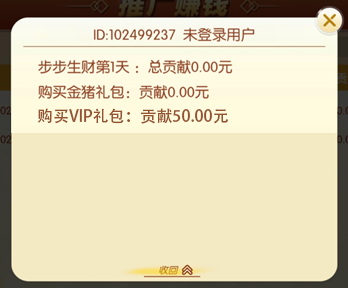 推广赚钱
ID:102499237 未登录用户
步步生财第1天 : 总贡献0.00元
购买金猪礼包：贡献0.00元
购买VIP礼包：贡献50.00元
收回